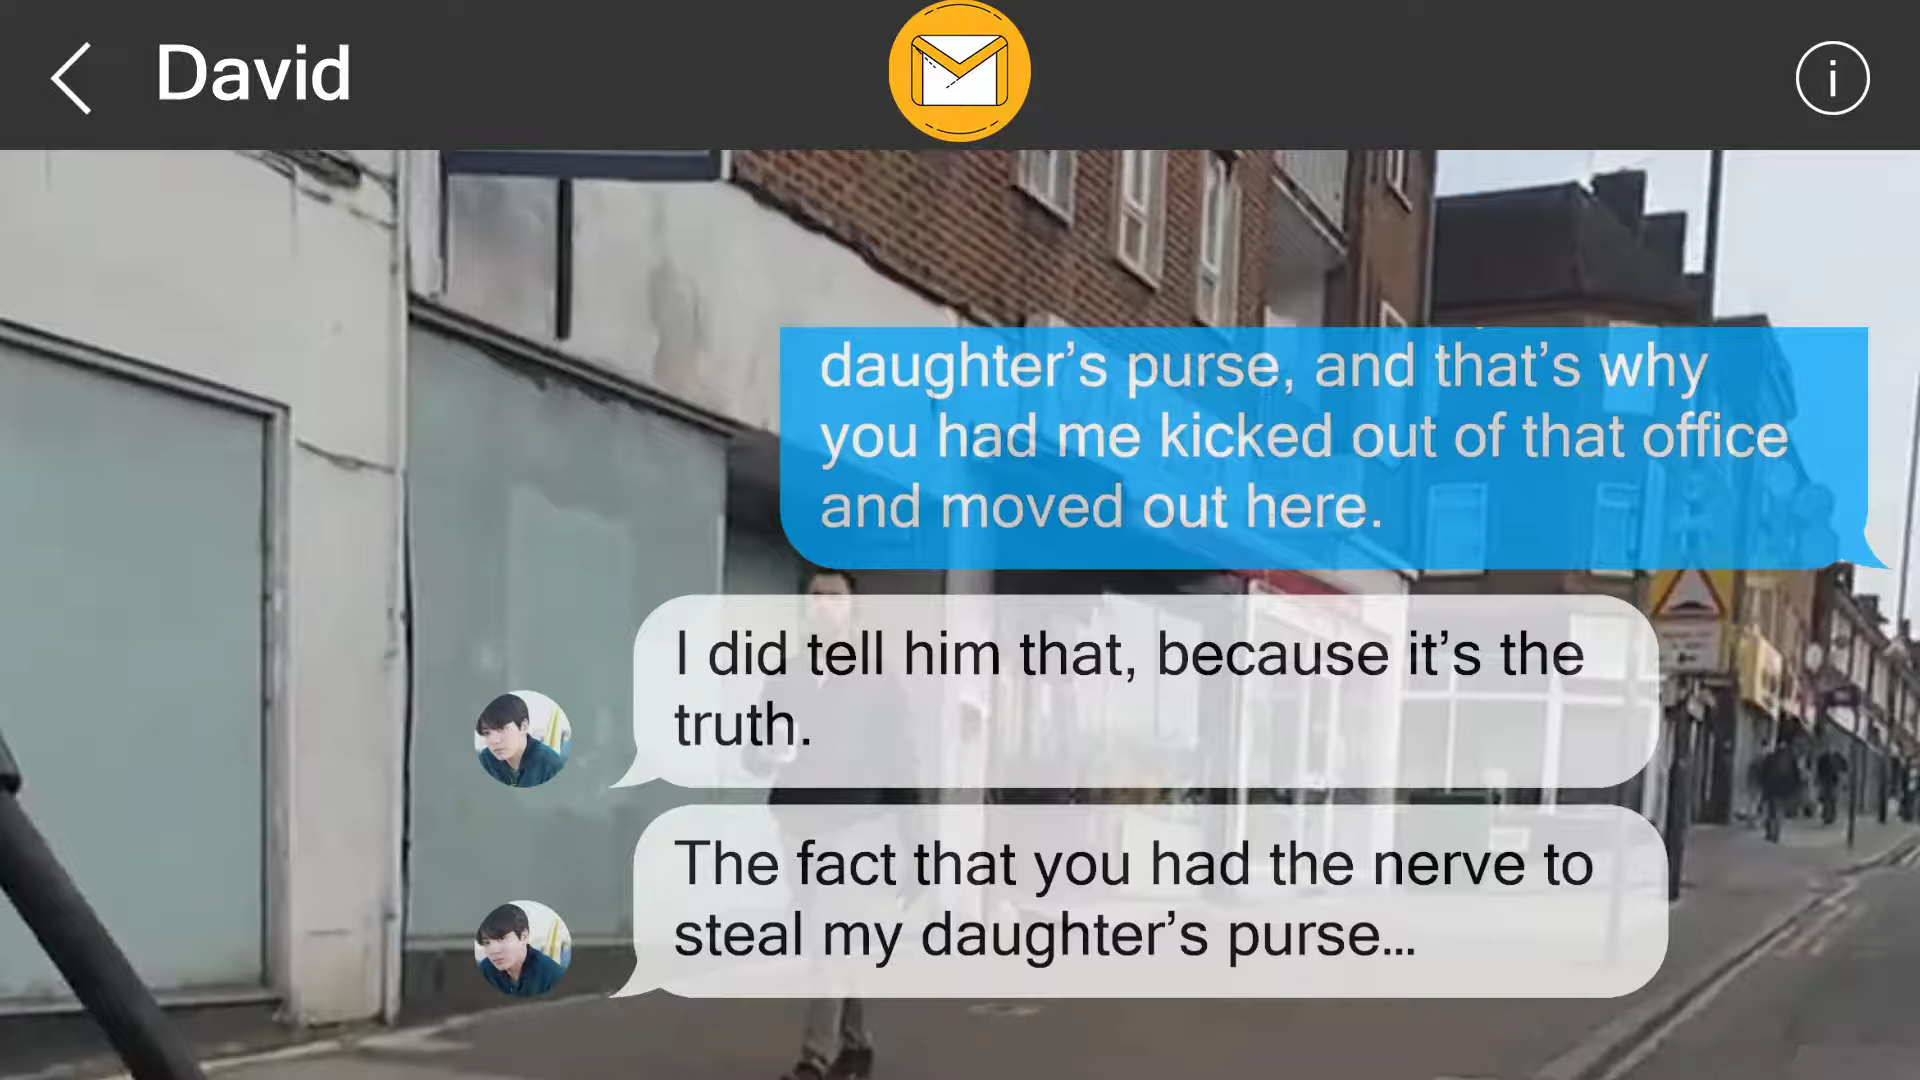 David
i
daughter’s purse, and that’s why
you had me kicked out of that office
and moved out here.
I did tell him that, because it’s the
truth.
The fact that you had the nerve to
steal my daughter’s purse...